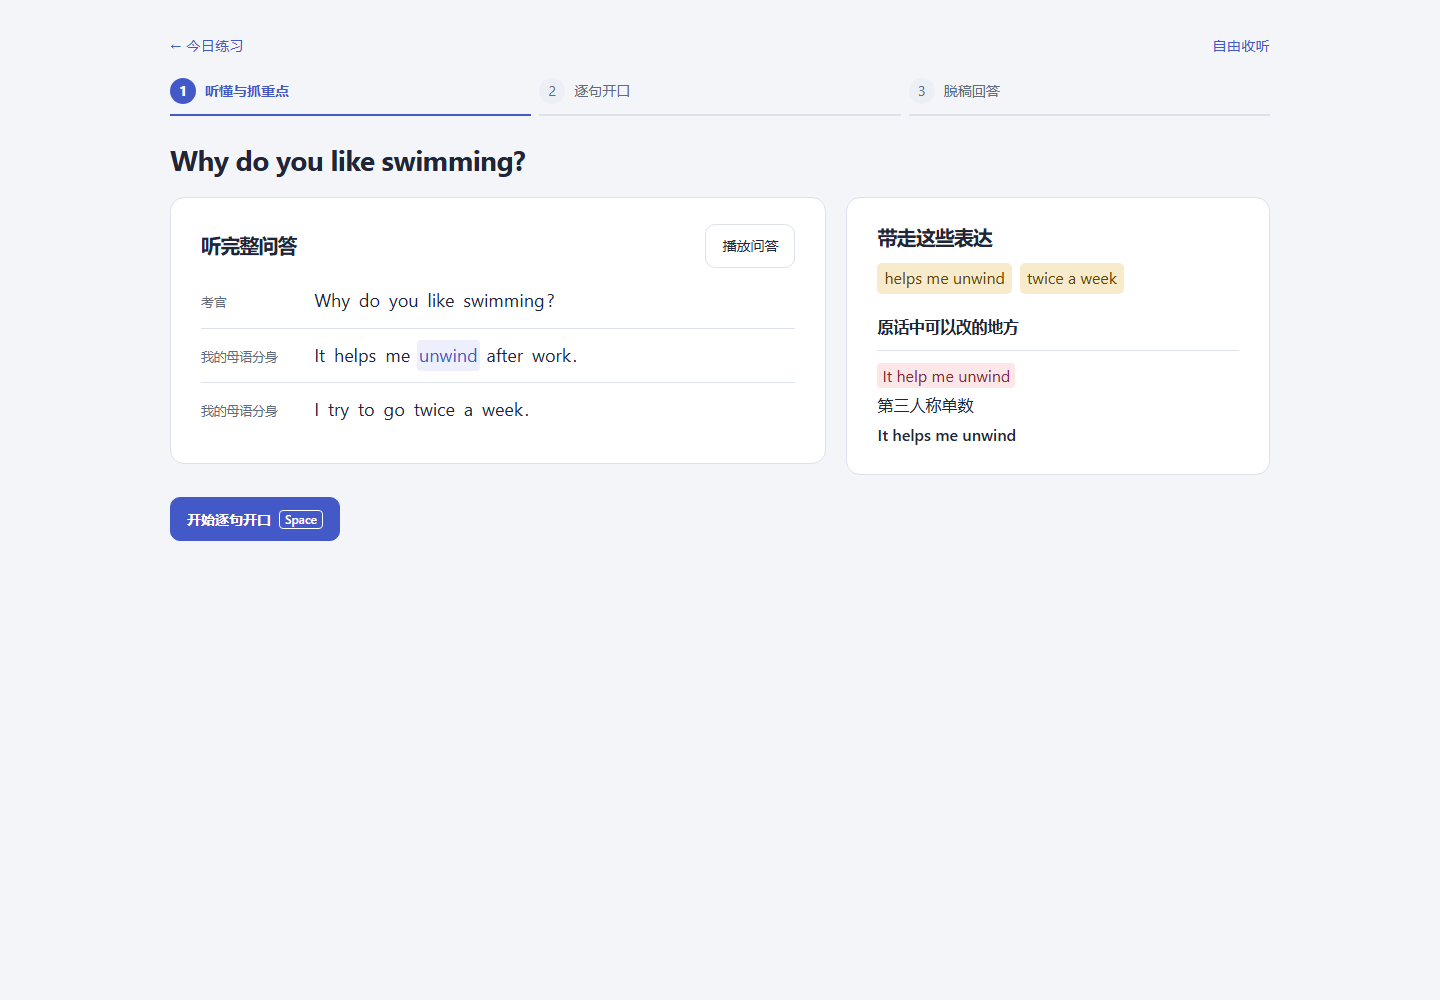 ← 今日练习
自由收听
1 听懂与抓重点
2 逐句开口
3 脱稿回答
Why do you like swimming?
听完整问答
播放问答
考官 Why do you like swimming?
我的母语分身 It helps me unwind after work.
我的母语分身 I try to go twice a week.
带走这些表达
helps me unwind twice a week
原话中可以改的地方
It help me unwind
第三人称单数
It helps me unwind
开始逐句开口 Space